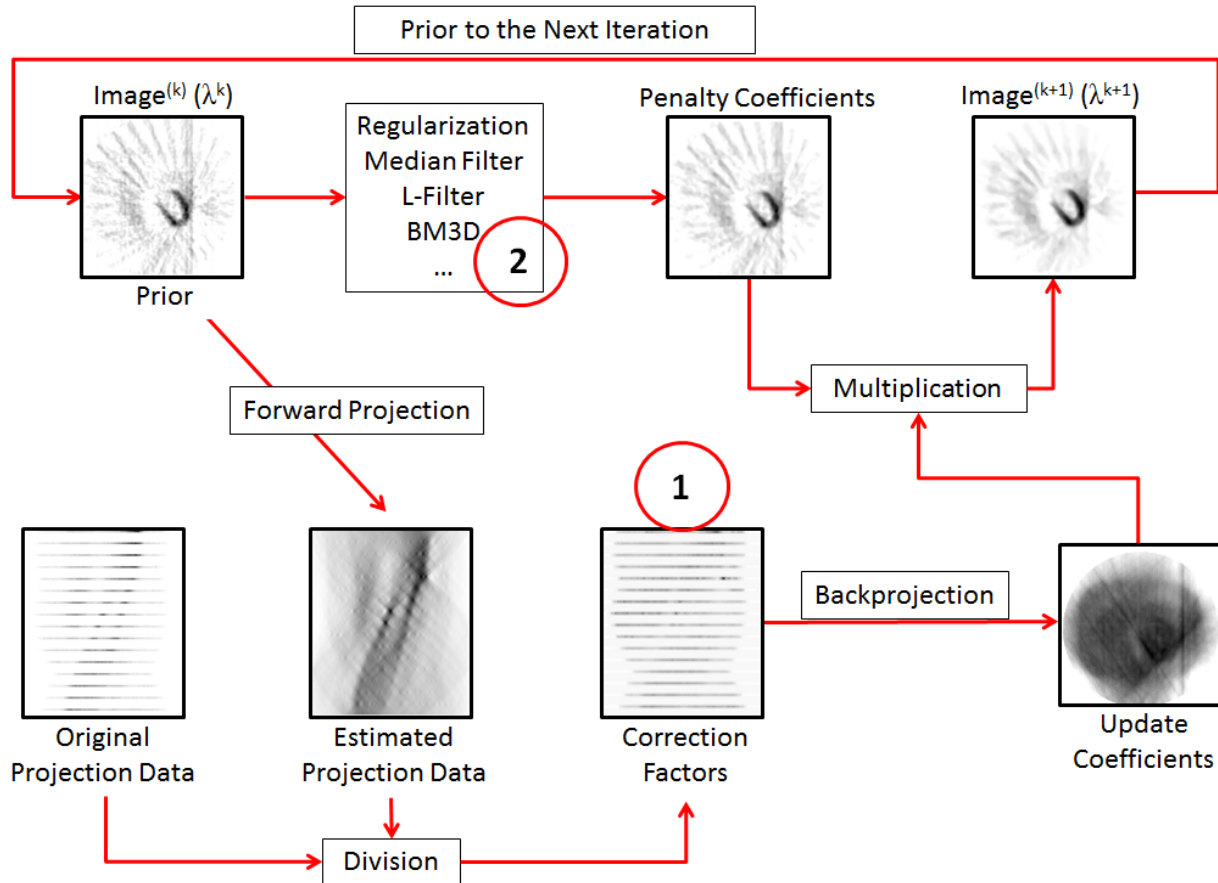 Prior to the Next Iteration
Image(k) (λk)
Penalty Coefficients
Image(k+1) (λk+1)
Regularization
Median Filter
L-Filter
BM3D
...
2
Prior
Multiplication
Forward Projection
1
Backprojection
Original
Projection Data
Estimated
Projection Data
Correction
Factors
Update
Coefficients
Division